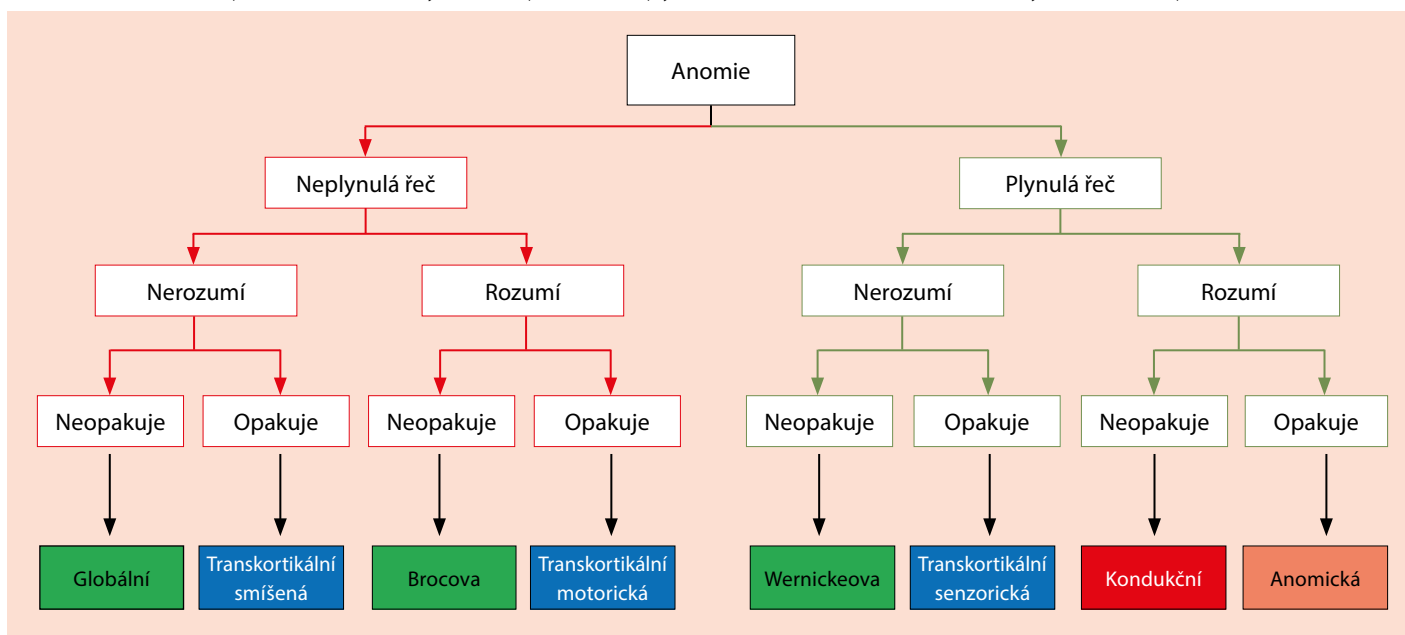 Anomie
Neplynulá řeč
Plynulá řeč
Nerozumí
Rozumí
Nerozumí
Rozumí
Neopakuje
Opakuje
Neopakuje
Opakuje
Neopakuje
Opakuje
Neopakuje
Opakuje
Globální
Transkortikální
smíšená
Brocova
Transkortikální
motorická
Wernickeova
Transkortikální
senzorická
Kondukční
Anomická